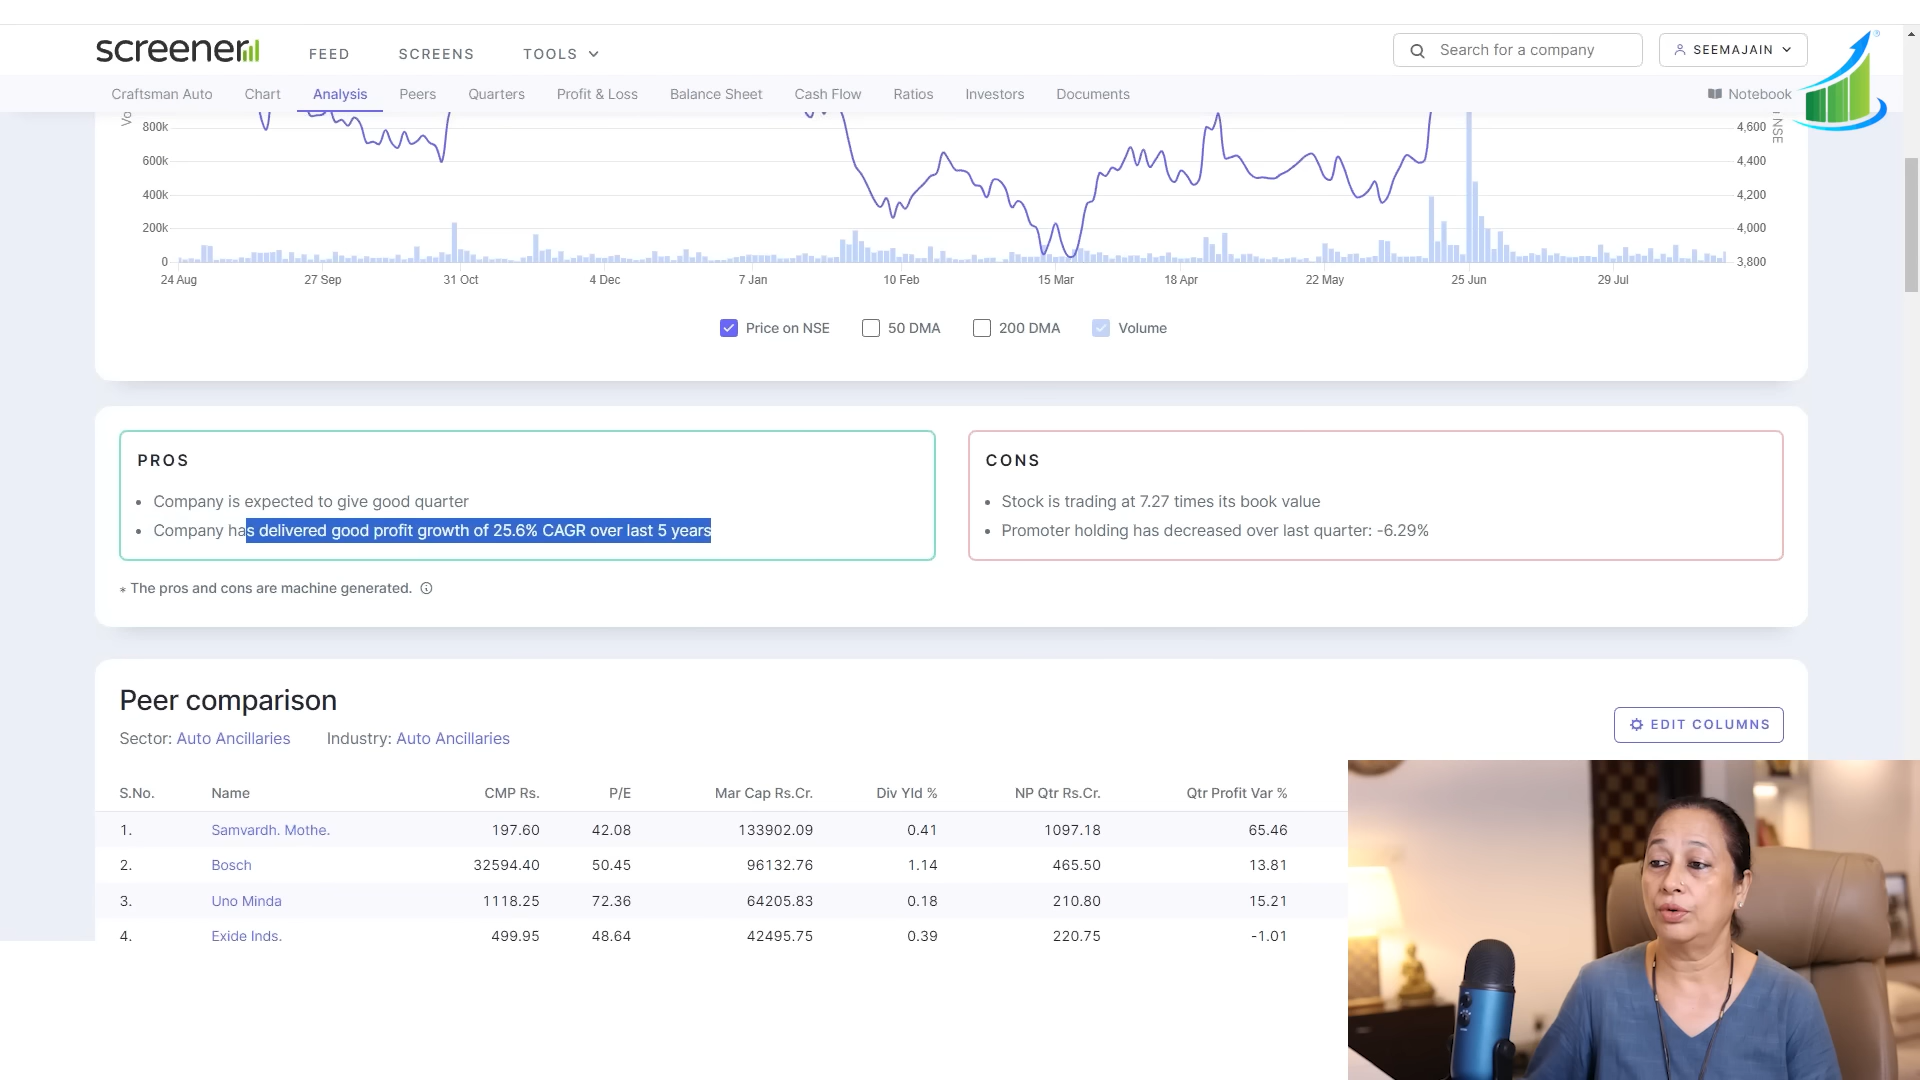 screener
FEED SCREENS TOOLS
Search for a company
SEEMAJAIN
Craftsman Auto Chart Analysis Peers Quarters Profit & Loss Balance Sheet Cash Flow Ratios Investors Documents Notebook
800k 4,600
600k 4,400
400k 4,200
200k 4,000
0 3,800
Vo
NSE
24 Aug 27 Sep 31 Oct 4 Dec 7 Jan 10 Feb 15 Mar 18 Apr 22 May 25 Jun 29 Jul
Price on NSE 50 DMA 200 DMA Volume
PROS
• Company is expected to give good quarter
• Company has delivered good profit growth of 25.6% CAGR over last 5 years
CONS
• Stock is trading at 7.27 times its book value
• Promoter holding has decreased over last quarter: -6.29%
* The pros and cons are machine generated.
Peer comparison
Sector: Auto Ancillaries Industry: Auto Ancillaries
EDIT COLUMNS
S.No. Name CMP Rs. P/E Mar Cap Rs.Cr. Div Yld % NP Qtr Rs.Cr. Qtr Profit Var %
1. Samvardh. Mothe. 197.60 42.08 133902.09 0.41 1097.18 65.46
2. Bosch 32594.40 50.45 96132.76 1.14 465.50 13.81
3. Uno Minda 1118.25 72.36 64205.83 0.18 210.80 15.21
4. Exide Inds. 499.95 48.64 42495.75 0.39 220.75 -1.01